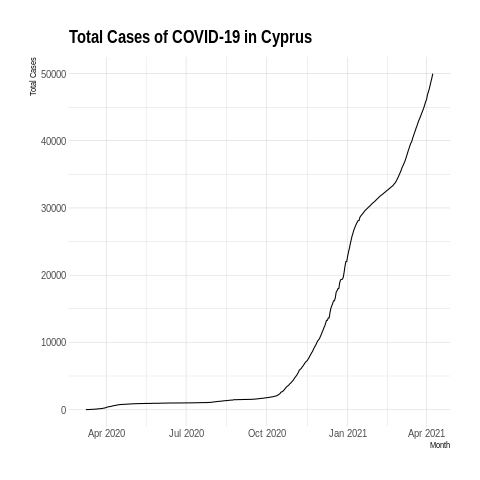 Total Cases of COVID-19 in Cyprus
Total Cases
50000
40000
30000
20000
10000
0
Apr 2020 Jul 2020 Oct 2020 Jan 2021 Apr 2021
Month